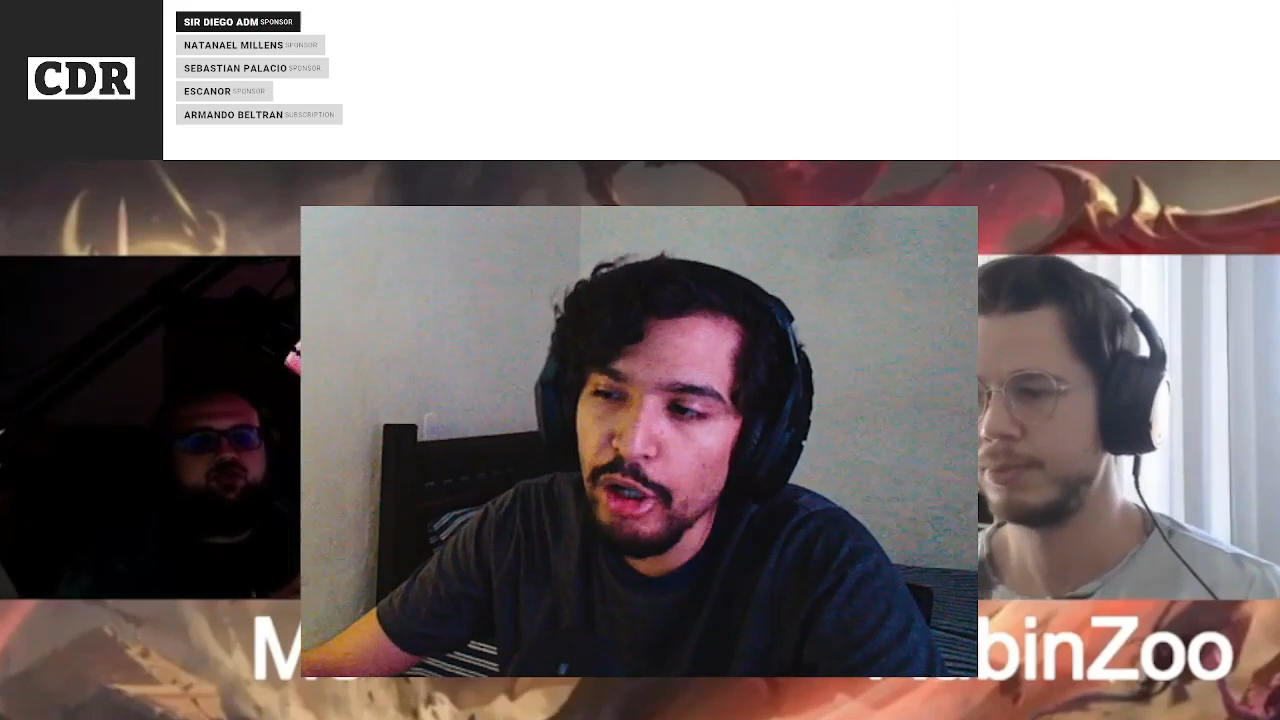 CDR
SIR DIEGO ADM SPONSOR
NATANAEL MILLENS SPONSOR
SEBASTIAN PALACIO SPONSOR
ESCANOR SPONSOR
ARMANDO BELTRAN SUBSCRIPTION
binZoo